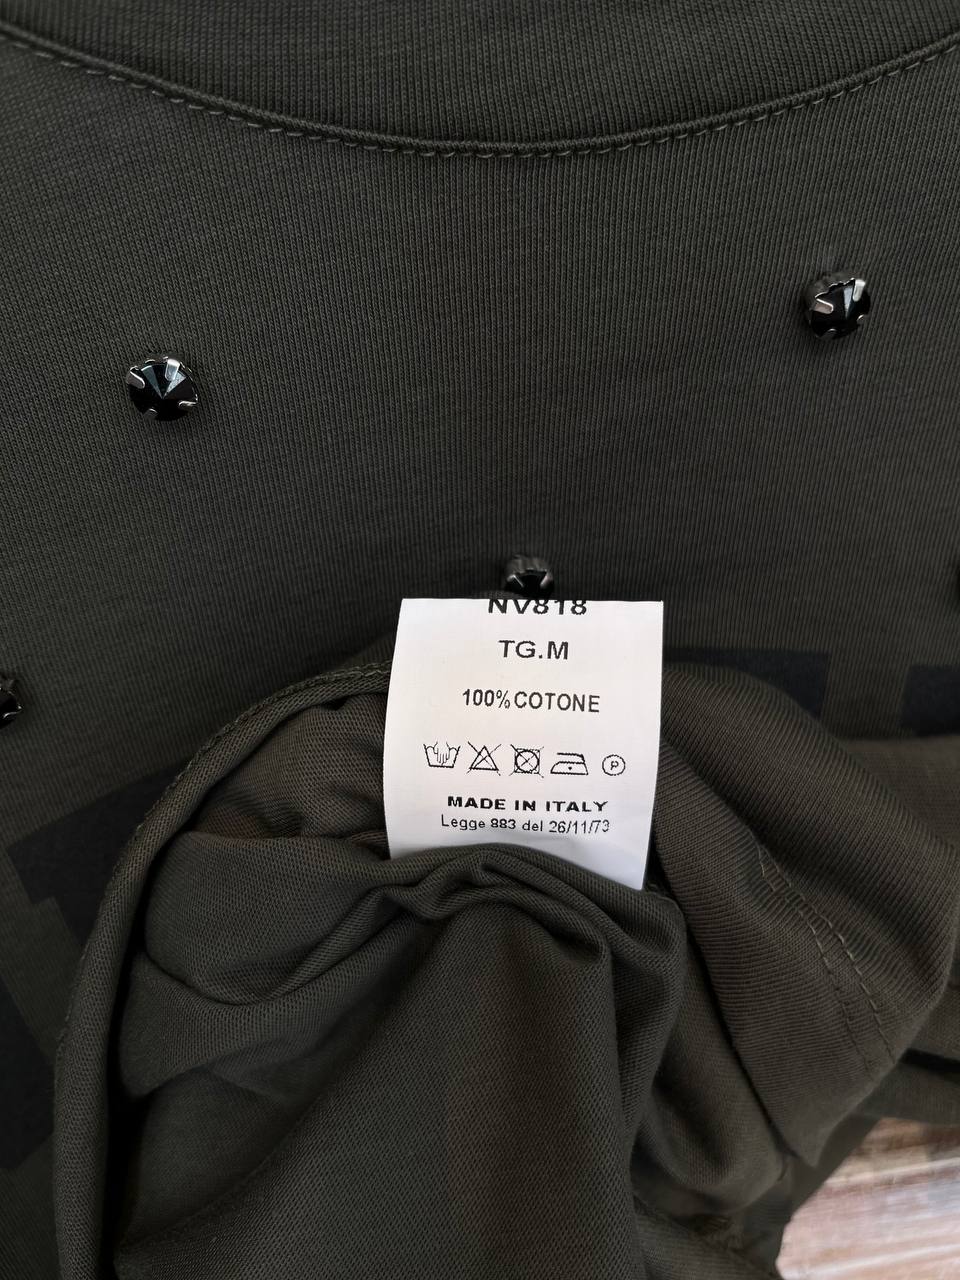 NV818
TG.M
100% COTONE
P
MADE IN ITALY
Legge 883 del 26/11/73